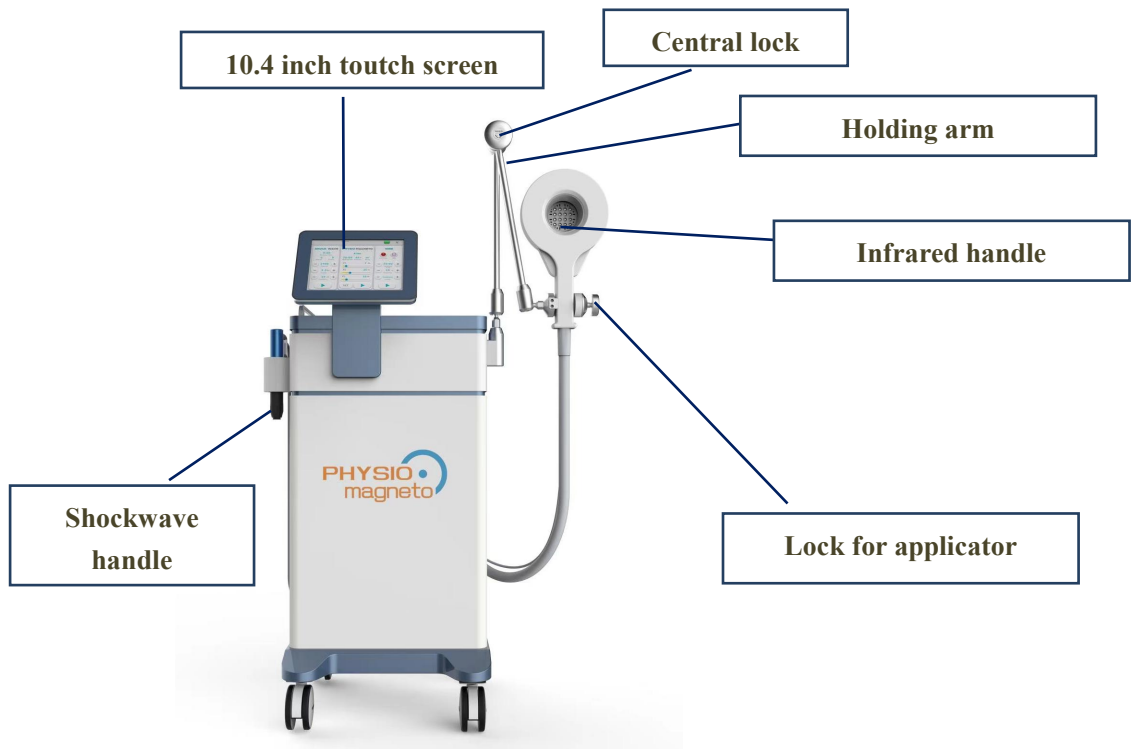 Central lock
10.4 inch toutch screen
Holding arm
Infrared handle
PHYSIO
magneto
Shockwave
handle
Lock for applicator